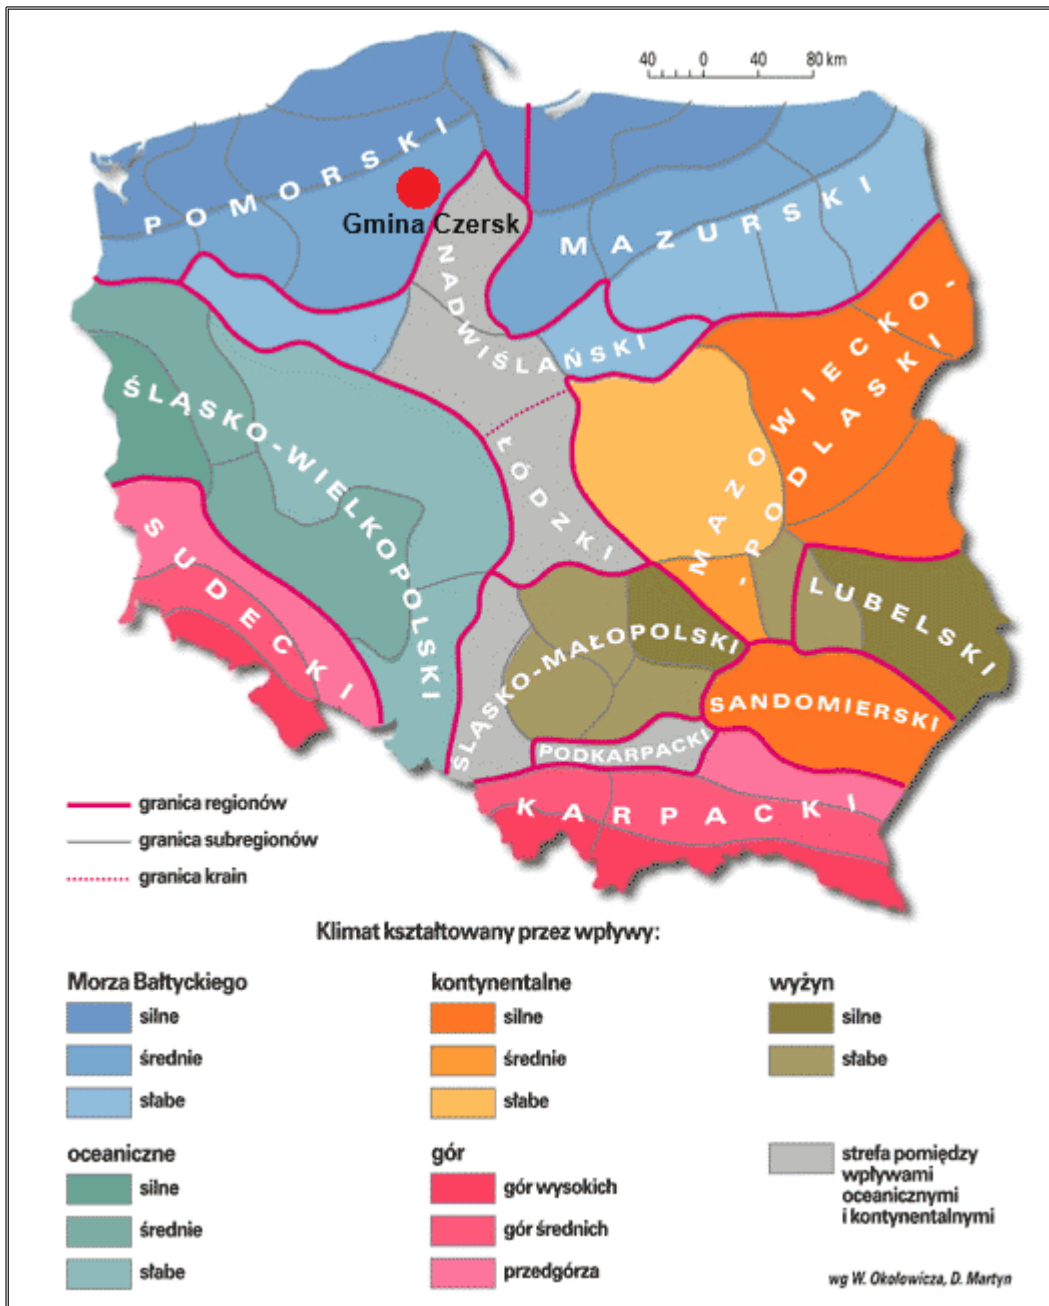 40 0 40 80 km
POMORSKI
Gmina Czersk
MAZURSKI
NADWIŚLAŃSKI
MAZOWIECKO-
-PODLASKI
ŚLĄSKO-WIELKOPOLSKI
ŁÓDZKI
SUDECKI
LUBELSKI
ŚLĄSKO-MAŁOPOLSKI
SANDOMIERSKI
PODKARPACKI
KARPACKI
granica regionów
granica subregionów
granica krain
Klimat kształtowany przez wpływy:
Morza Bałtyckiego
silne
średnie
słabe
kontynentalne
silne
średnie
słabe
wyżyn
silne
słabe
oceaniczne
silne
średnie
słabe
gór
gór wysokich
gór średnich
przedgórza
strefa pomiędzy
wpływami
oceanicznymi
i kontynentalnymi
wg W. Okołowicza, D. Martyn